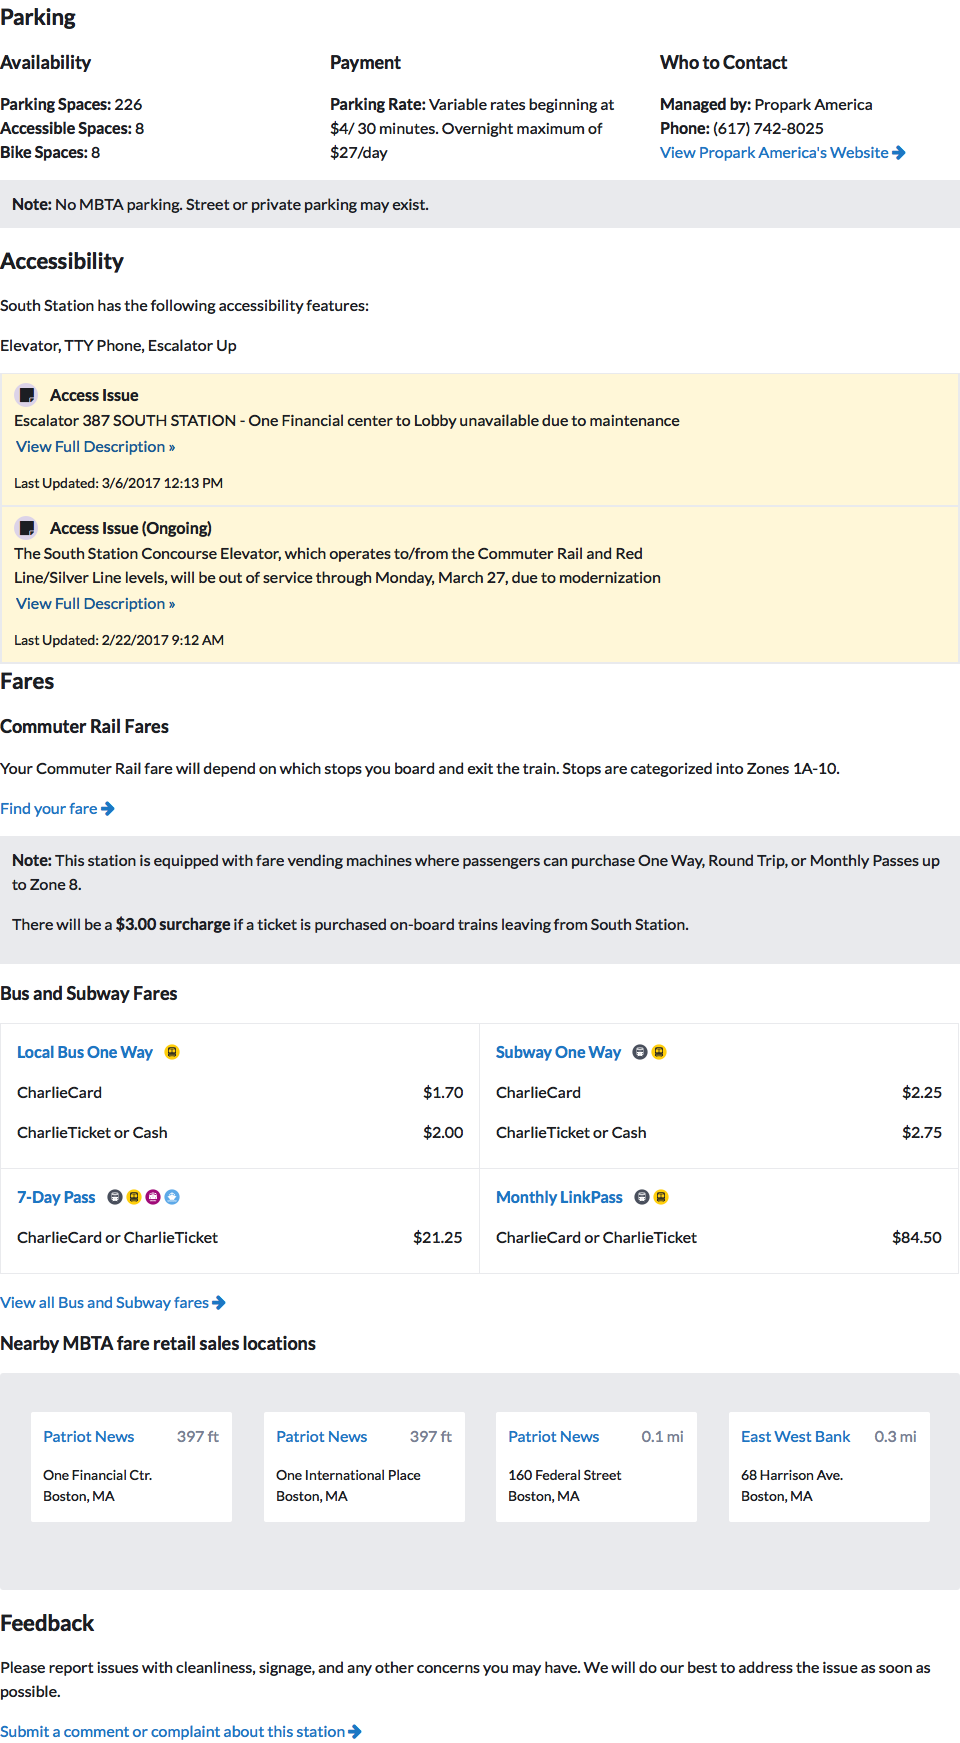 Parking
Availability
Parking Spaces: 226
Accessible Spaces: 8
Bike Spaces: 8
Payment
Parking Rate: Variable rates beginning at
$4/ 30 minutes. Overnight maximum of
$27/day
Who to Contact
Managed by: Propark America
Phone: (617) 742-8025
View Propark America's Website
Note: No MBTA parking. Street or private parking may exist.
Accessibility
South Station has the following accessibility features:
Elevator, TTY Phone, Escalator Up
Access Issue
Escalator 387 SOUTH STATION - One Financial center to Lobby unavailable due to maintenance
View Full Description »
Last Updated: 3/6/2017 12:13 PM
Access Issue (Ongoing)
The South Station Concourse Elevator, which operates to/from the Commuter Rail and Red
Line/Silver Line levels, will be out of service through Monday, March 27, due to modernization
View Full Description »
Last Updated: 2/22/2017 9:12 AM
Fares
Commuter Rail Fares
Your Commuter Rail fare will depend on which stops you board and exit the train. Stops are categorized into Zones 1A-10.
Find your fare
Note: This station is equipped with fare vending machines where passengers can purchase One Way, Round Trip, or Monthly Passes up
to Zone 8.
There will be a $3.00 surcharge if a ticket is purchased on-board trains leaving from South Station.
Bus and Subway Fares
Local Bus One Way
CharlieCard $1.70
CharlieTicket or Cash $2.00
Subway One Way
CharlieCard $2.25
CharlieTicket or Cash $2.75
7-Day Pass
CharlieCard or CharlieTicket $21.25
Monthly LinkPass
CharlieCard or CharlieTicket $84.50
View all Bus and Subway fares
Nearby MBTA fare retail sales locations
Patriot News 397 ft
One Financial Ctr.
Boston, MA
Patriot News 397 ft
One International Place
Boston, MA
Patriot News 0.1 mi
160 Federal Street
Boston, MA
East West Bank 0.3 mi
68 Harrison Ave.
Boston, MA
Feedback
Please report issues with cleanliness, signage, and any other concerns you may have. We will do our best to address the issue as soon as
possible.
Submit a comment or complaint about this station